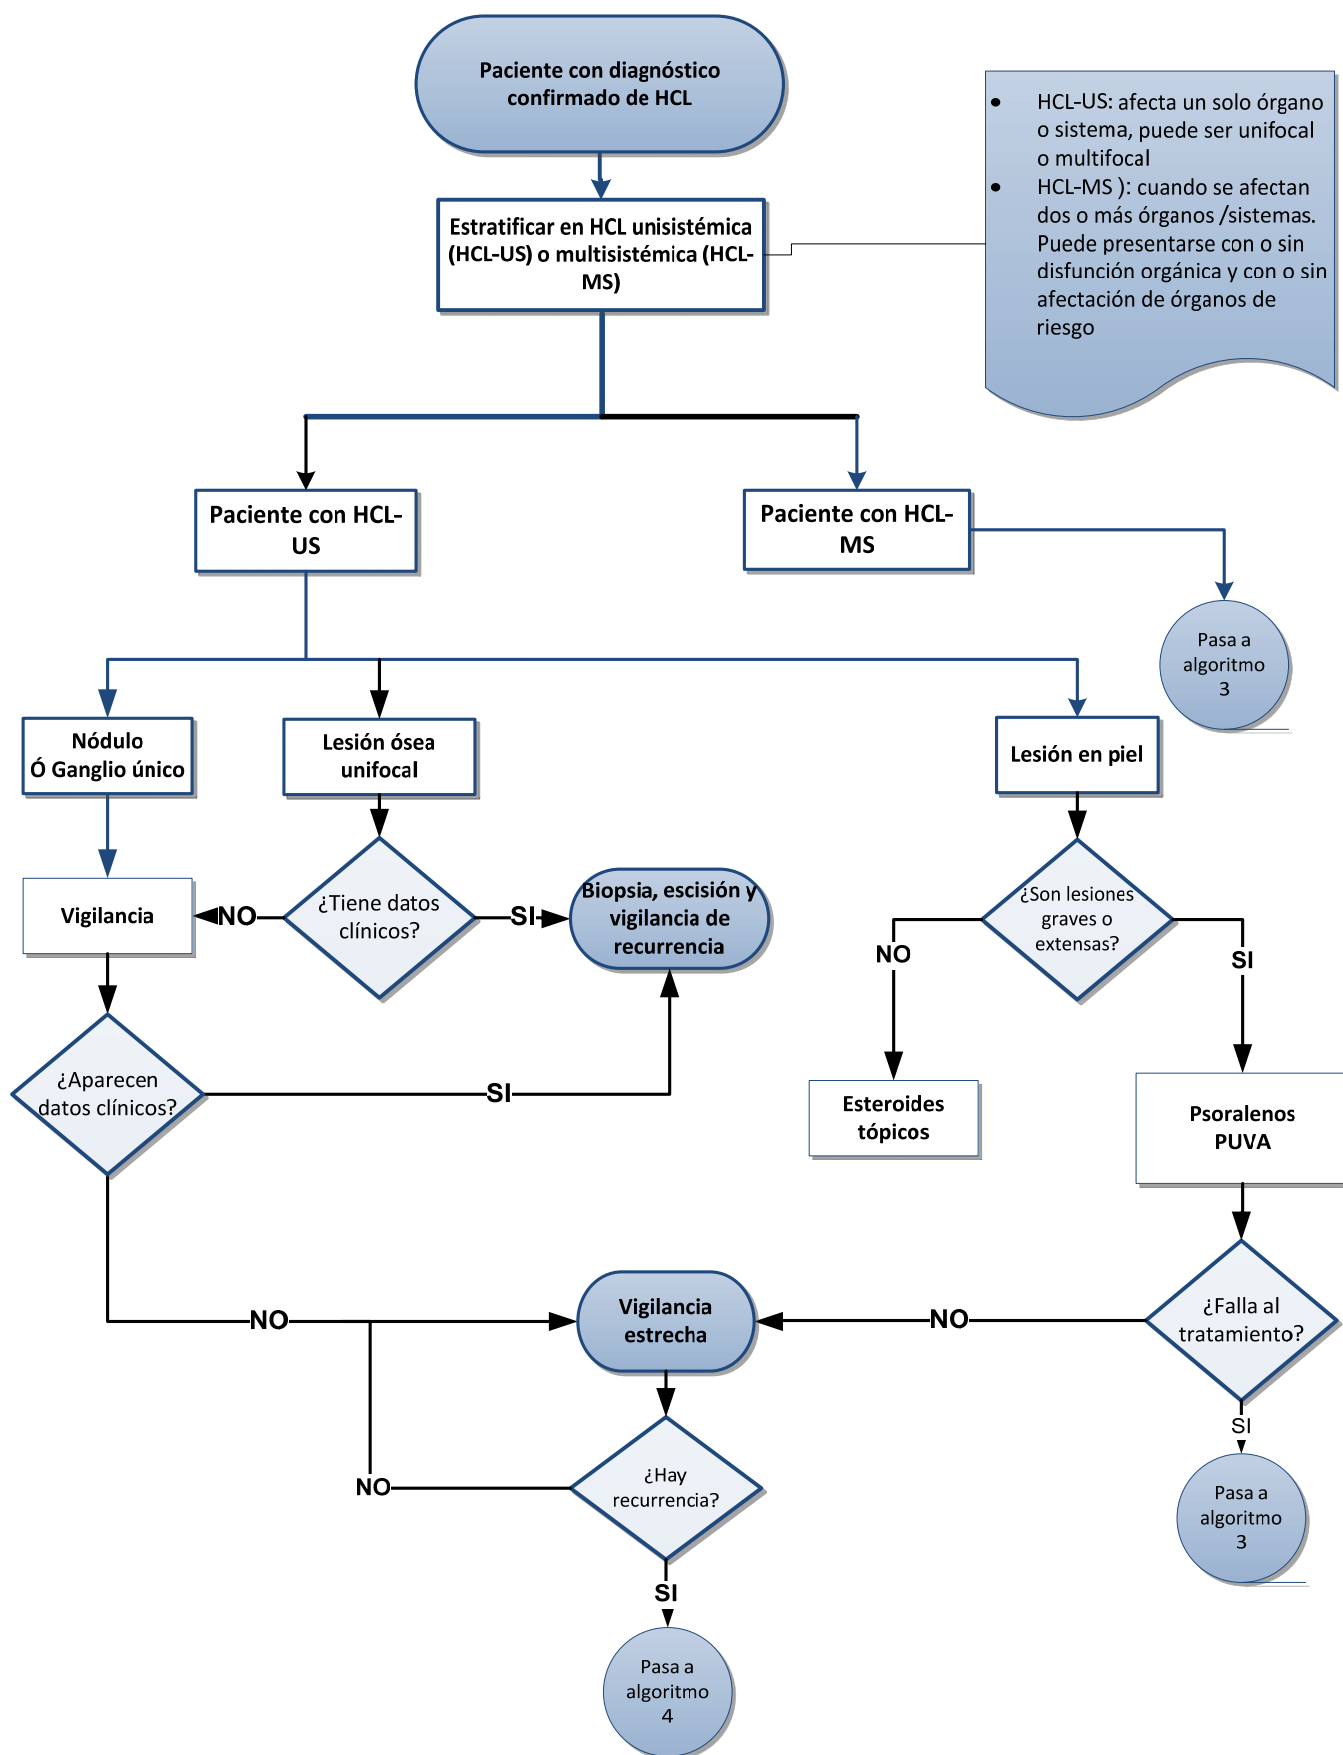 Paciente con diagnóstico
confirmado de HCL
• HCL-US: afecta un solo órgano
o sistema, puede ser unifocal
o multifocal
• HCL-MS ): cuando se afectan
dos o más órganos /sistemas.
Puede presentarse con o sin
disfunción orgánica y con o sin
afectación de órganos de
riesgo
Estratificar en HCL unisistémica
(HCL-US) o multisistémica (HCL-
MS)
Paciente con HCL-
US
Paciente con HCL-
MS
Pasa a
algoritmo
3
Nódulo
Ó Ganglio único
Lesión ósea
unifocal
Lesión en piel
Vigilancia
NO
¿Tiene datos
clínicos?
SI
Biopsia, escisión y
vigilancia de
recurrencia
¿Son lesiones
graves o
extensas?
NO
SI
¿Aparecen
datos clínicos?
SI
Esteroides
tópicos
Psoralenos
PUVA
NO
Vigilancia
estrecha
NO
¿Falla al
tratamiento?
SI
Pasa a
algoritmo
3
¿Hay
recurrencia?
NO
SI
Pasa a
algoritmo
4